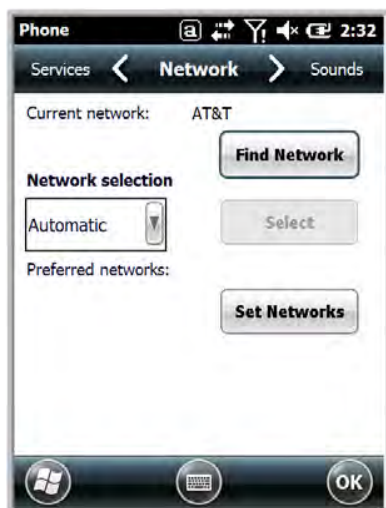 Phone a 2:32
Services Network Sounds
Current network: AT&T
Find Network
Network selection
Automatic Select
Preferred networks:
Set Networks
OK